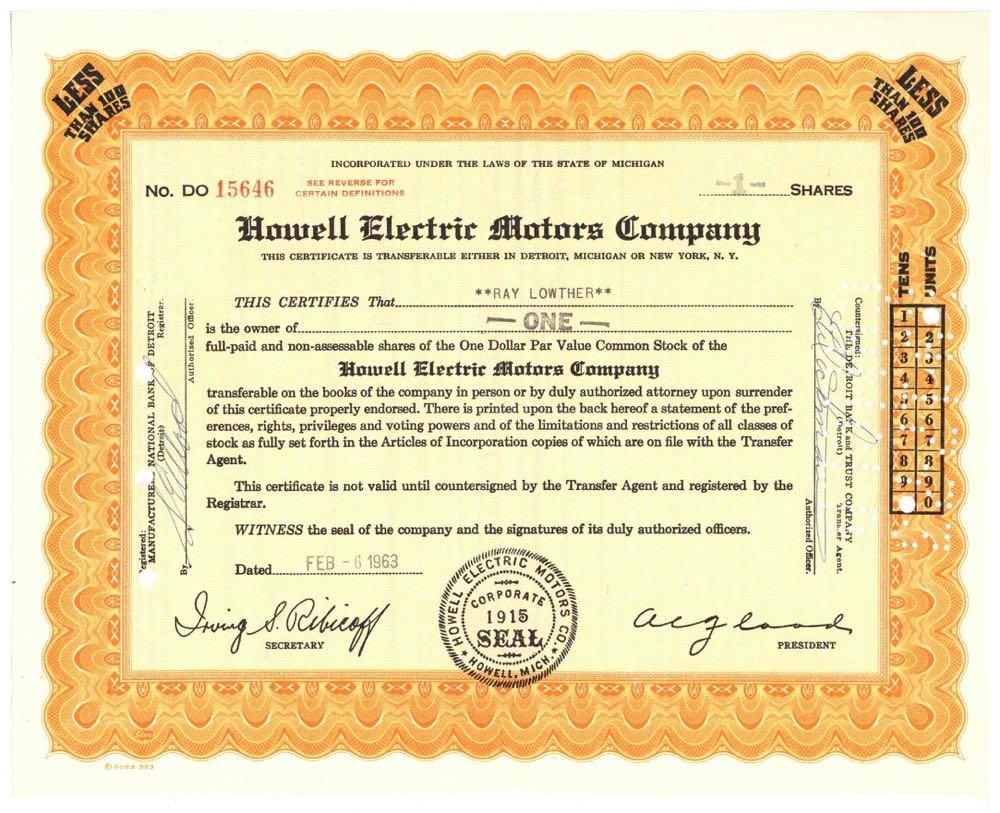 LESS
THAN 100
SHARES
LESS
THAN 100
SHARES
INCORPORATED UNDER THE LAWS OF THE STATE OF MICHIGAN
No. DO 15646
SEE REVERSE FOR
CERTAIN DEFINITIONS
-1- SHARES
Howell Electric Motors Company
THIS CERTIFICATE IS TRANSFERABLE EITHER IN DETROIT, MICHIGAN OR NEW YORK, N. Y.
THIS CERTIFIES That **RAY LOWTHER**
is the owner of — ONE —
full-paid and non-assessable shares of the One Dollar Par Value Common Stock of the
Howell Electric Motors Company
transferable on the books of the company in person or by duly authorized attorney upon surrender
of this certificate properly endorsed. There is printed upon the back hereof a statement of the pref-
erences, rights, privileges and voting powers and of the limitations and restrictions of all classes of
stock as fully set forth in the Articles of Incorporation copies of which are on file with the Transfer
Agent.
This certificate is not valid until countersigned by the Transfer Agent and registered by the
Registrar.
WITNESS the seal of the company and the signatures of its duly authorized officers.
Dated FEB - 6 1963
Irving S. Ribicoff
SECRETARY
HOWELL ELECTRIC MOTORS CO.
CORPORATE
1915
SEAL
HOWELL, MICH.
PRESIDENT
NATIONAL BANK OF DETROIT
(Detroit)
Registrar.
By
Authorized Officer.
Countersigned:
THE DETROIT BANK and TRUST COMPANY
(Detroit)
Transfer Agent.
By
Authorized Officer.
TENS UNITS
1
2 2
3 3
4 4
5 5
6 6
7 7
8 8
9 9
0